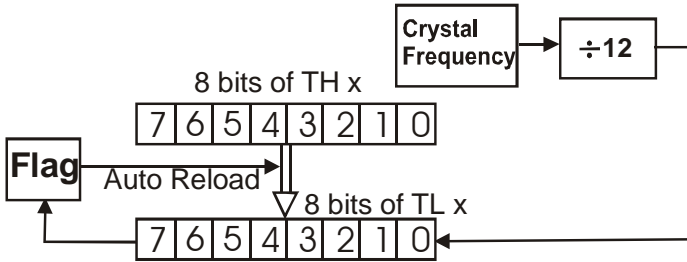 Crystal
Frequency
÷12
8 bits of TH x
7 6 5 4 3 2 1 0
Flag
Auto Reload
8 bits of TL x
7 6 5 4 3 2 1 0